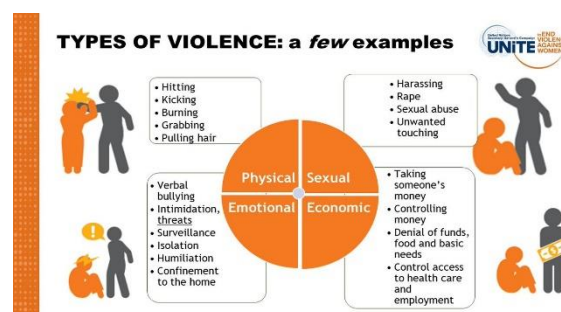 TYPES OF VIOLENCE: a few examples
UNiTE
END
VIOLENCE
AGAINST
WOMEN
• Hitting
• Kicking
• Burning
• Grabbing
• Pulling hair
• Harassing
• Rape
• Sexual abuse
• Unwanted
touching
Physical
Sexual
Emotional
Economic
• Verbal
bullying
• Intimidation,
threats
• Surveillance
• Isolation
• Humiliation
• Confinement
to the home
• Taking
someone's
money
• Controlling
money
• Denial of funds,
food and basic
needs
• Control access
to health care
and
employment